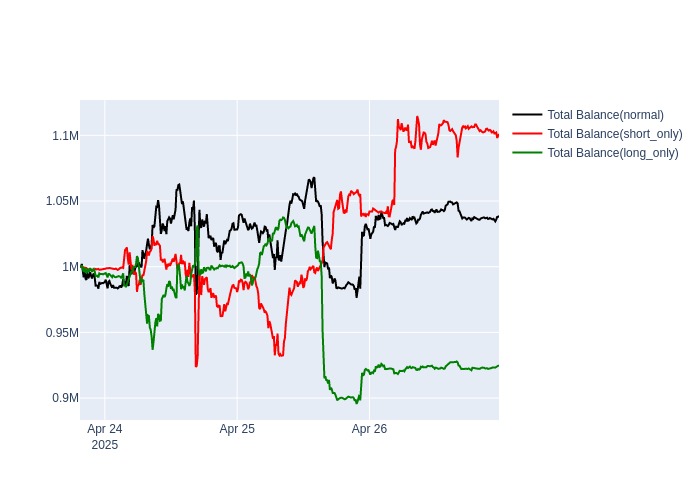 Total Balance(normal)
Total Balance(short_only)
Total Balance(long_only)
1.1M
1.05M
1M
0.95M
0.9M
Apr 24
2025
Apr 25
Apr 26